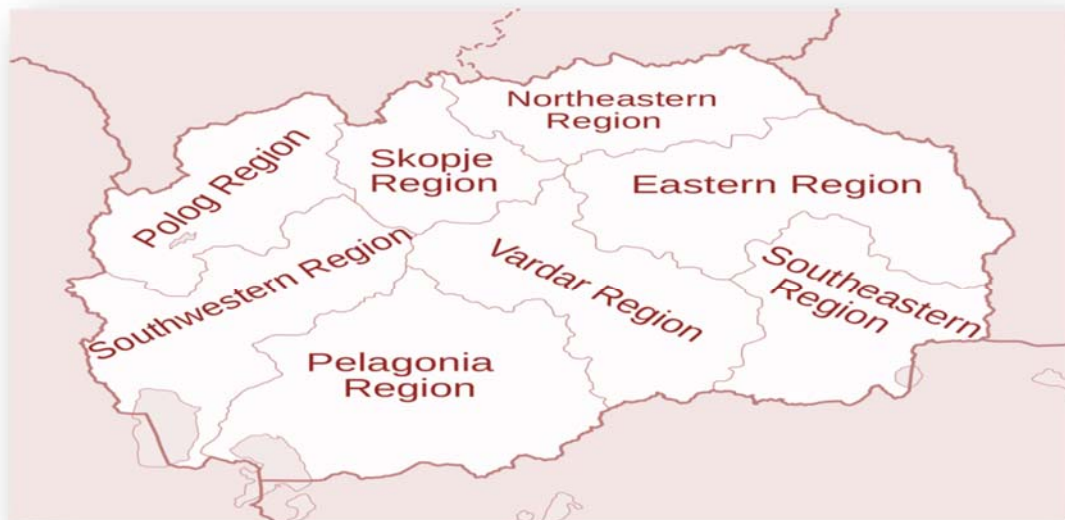 Northeastern
Region
Skopje
Region
Polog Region
Eastern Region
Southwestern Region
Vardar Region
Southeastern
Region
Pelagonia
Region